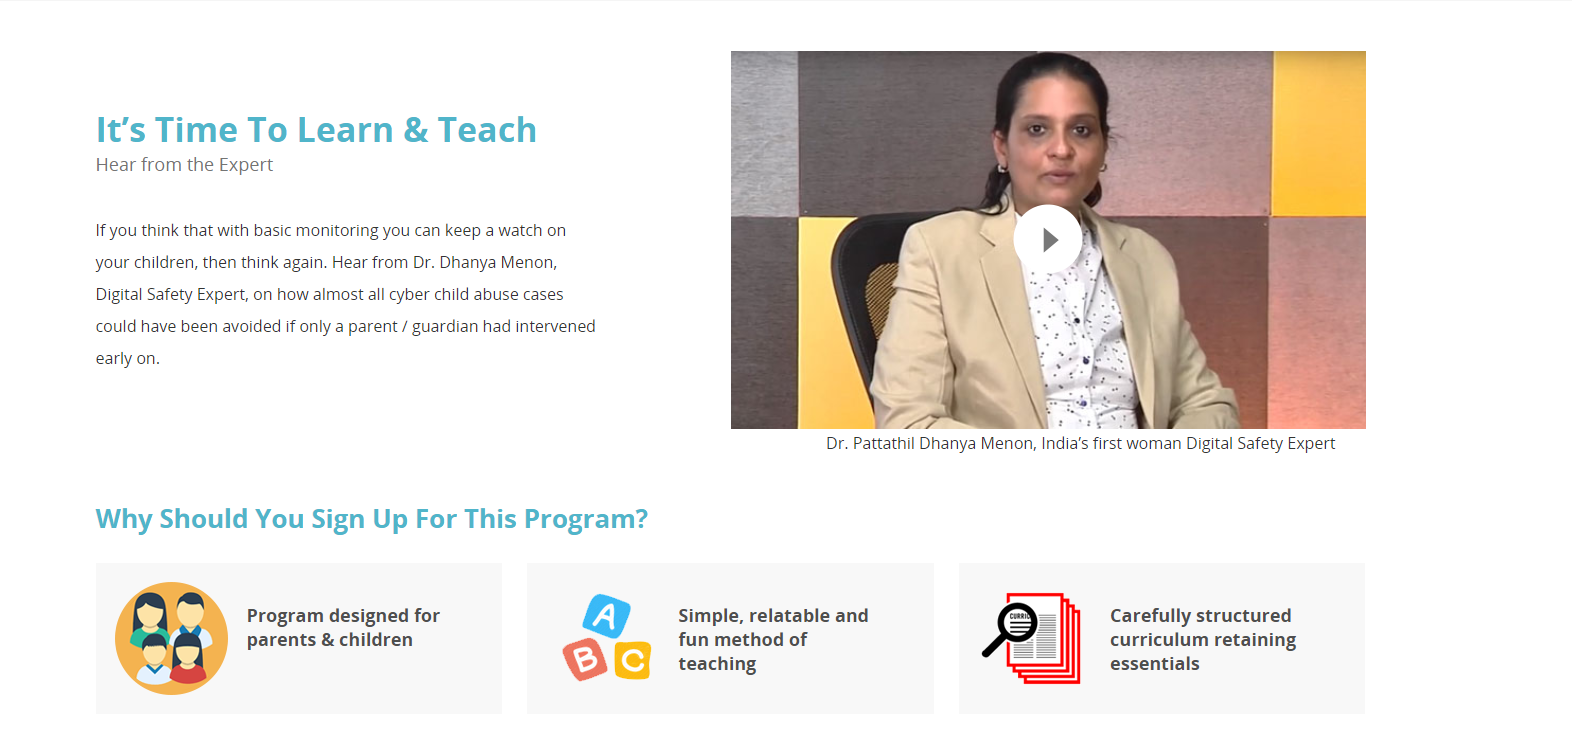 It’s Time To Learn & Teach
Hear from the Expert
If you think that with basic monitoring you can keep a watch on
your children, then think again. Hear from Dr. Dhanya Menon,
Digital Safety Expert, on how almost all cyber child abuse cases
could have been avoided if only a parent / guardian had intervened
early on.
Dr. Pattathil Dhanya Menon, India’s first woman Digital Safety Expert
Why Should You Sign Up For This Program?
Program designed for
parents & children
A
B C
Simple, relatable and
fun method of
teaching
CURRIC
Carefully structured
curriculum retaining
essentials